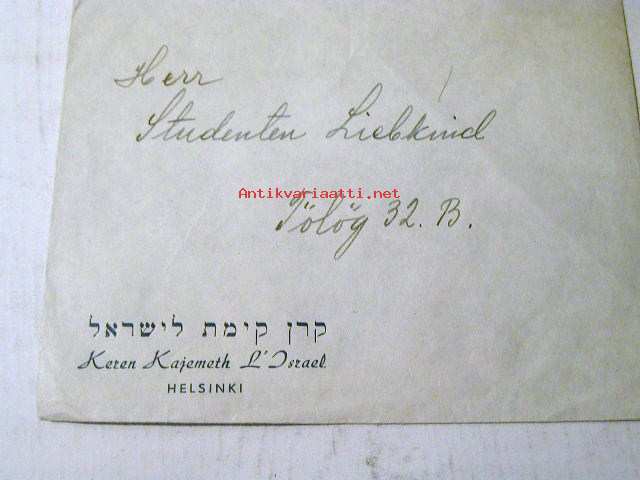 Herr
Studenten Liebkind
Antikvariaatti.net
Tölög 32. B.
קרן קימת לישראל
Keren Kajemeth L'Israel
HELSINKI